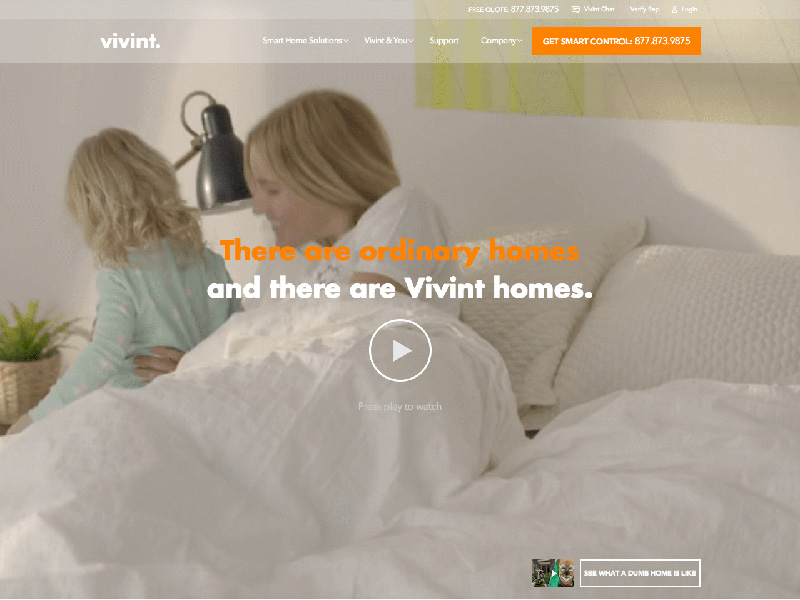 FREE QUOTE: 877.873.9875 Vivint Chat Verify Rep Login
vivint. Smart Home Solutions Vivint & You Support Company GET SMART CONTROL: 877.873.9875
There are ordinary homes
and there are Vivint homes.
Press play to watch
SEE WHAT A DUMB HOME IS LIKE